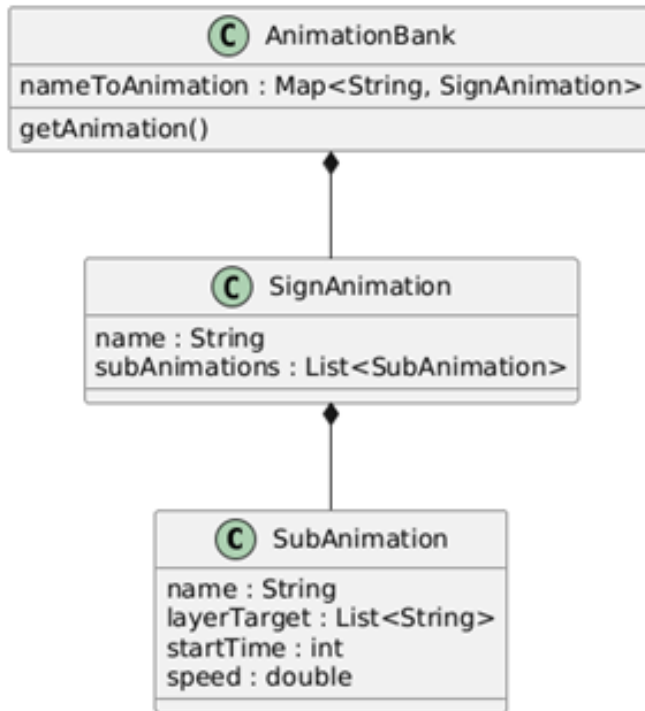 C AnimationBank
nameToAnimation : Map<String, SignAnimation>
getAnimation()
C SignAnimation
name : String
subAnimations : List<SubAnimation>
C SubAnimation
name : String
layerTarget : List<String>
startTime : int
speed : double